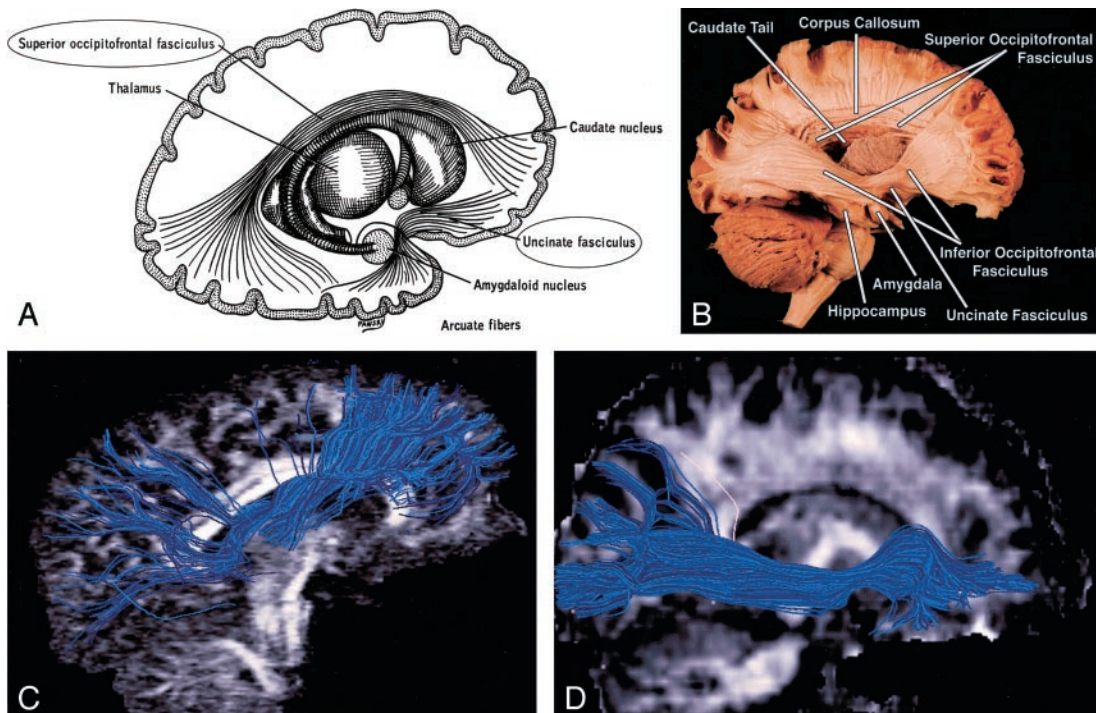 Superior occipitofrontal fasciculus
Thalamus
Caudate nucleus
Uncinate fasciculus
Amygdaloid nucleus
Arcuate fibers
A
Caudate Tail
Corpus Callosum
Superior Occipitofrontal
Fasciculus
Inferior Occipitofrontal
Fasciculus
Amygdala
Hippocampus
Uncinate Fasciculus
B
C
D